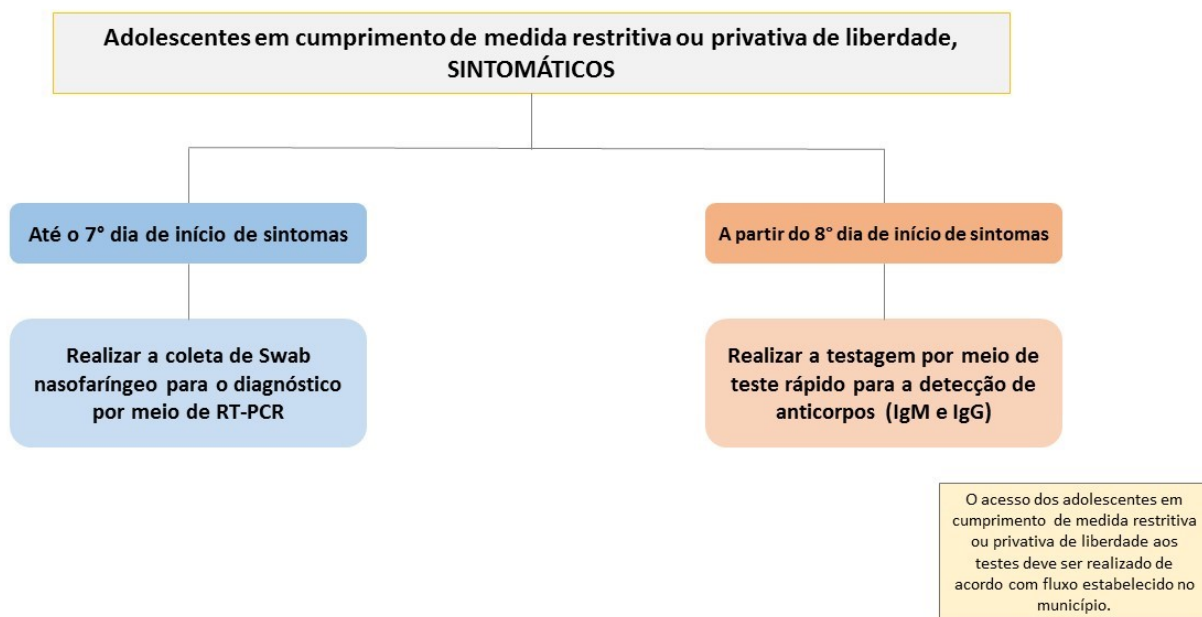 Adolescentes em cumprimento de medida restritiva ou privativa de liberdade,
SINTOMÁTICOS
Até o 7° dia de início de sintomas
A partir do 8° dia de início de sintomas
Realizar a coleta de Swab
nasofaríngeo para o diagnóstico
por meio de RT-PCR
Realizar a testagem por meio de
teste rápido para a detecção de
anticorpos (IgM e IgG)
O acesso dos adolescentes em
cumprimento de medida restritiva
ou privativa de liberdade aos
testes deve ser realizado de
acordo com fluxo estabelecido no
município.